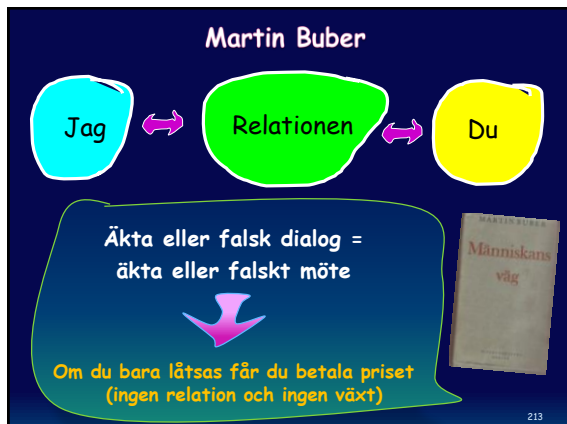 Martin Buber
Jag
Relationen
Du
Äkta eller falsk dialog =
äkta eller falskt möte
MARTIN BUBER
Människans
väg
Om du bara låtsas får du betala priset
(ingen relation och ingen växt)
213